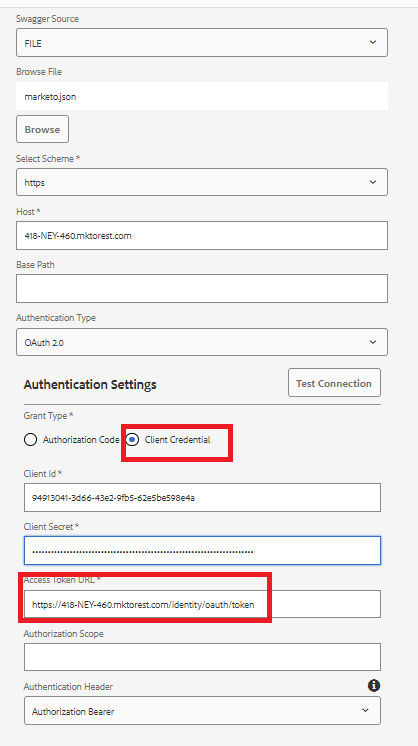 Swagger Source
FILE
Browse File
marketo.json
Browse
Select Scheme *
https
Host *
418-NEY-460.mktorest.com
Base Path
Authentication Type
OAuth 2.0
Authentication Settings
Test Connection
Grant Type *
Authorization Code Client Credential
Client Id *
94913041-3d66-43e2-9fb5-62e5be598e4a
Client Secret *
Access Token URL *
https://418-NEY-460.mktorest.com/identity/oauth/token
Authorization Scope
Authentication Header
Authorization Bearer